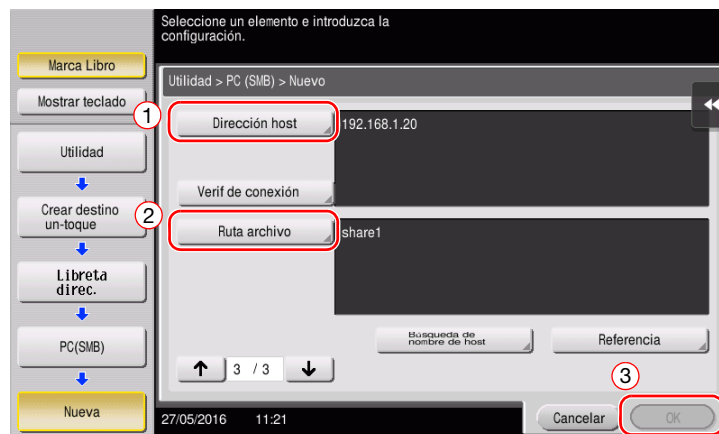 Seleccione un elemento e introduzca la
configuración.
Marca Libro
Mostrar teclado
Utilidad > PC (SMB) > Nuevo
1
Dirección host
192.168.1.20
Utilidad
Verif de conexión
Crear destino
un-toque
2
Ruta archivo
share1
Libreta
direc.
Búsqueda de
nombre de host
Referencia
PC(SMB)
3 / 3
3
Nueva
27/05/2016 11:21
Cancelar
OK